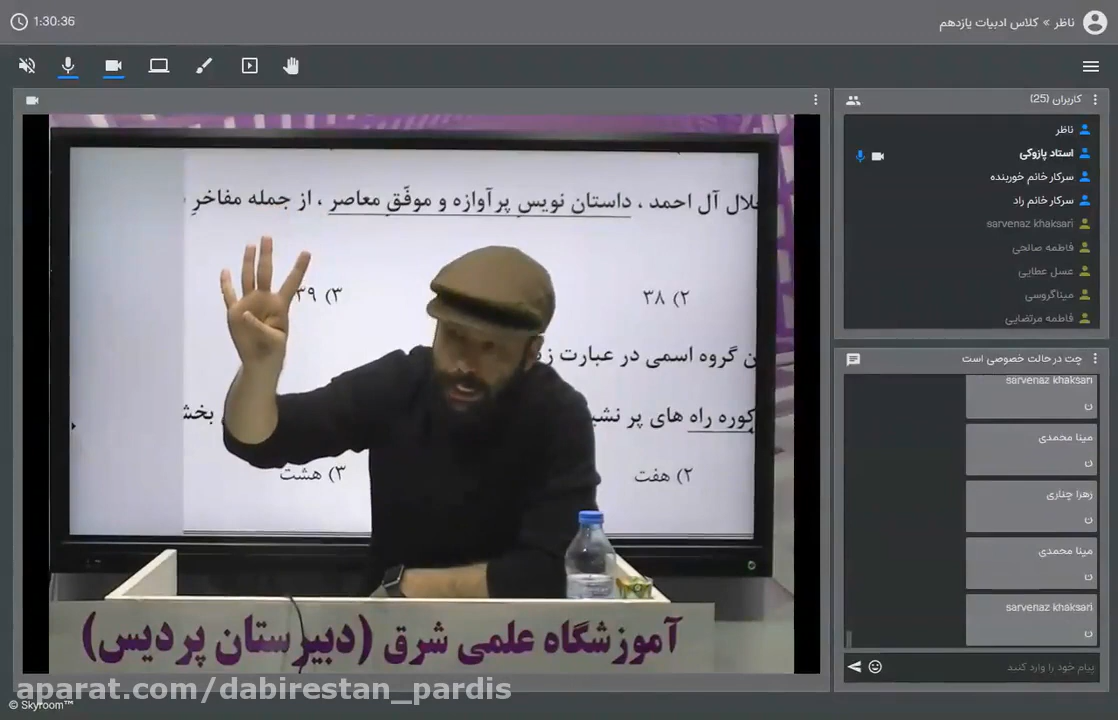 1:30:36
ناظر » کلاس ادبیات یازدهم
کاربران (25)
ناظر
استاد پازوکی
سرکار خانم خورینده
سرکار خانم راد
sarvenaz khaksari
فاطمه صالحی
عسل عطایی
میناگروسی
فاطمه مرتضایی
جلال آل احمد ، داستان نویس پرآوازه و موفّق معاصر ، از جمله مفاخرِ
۲) ۳۸
۳) ۳۹
گروه اسمی در عبارت
کوره راه های پر
۲) هفت
۳) هشت
آموزشگاه علمی شرق (دبیرستان پردیس)
چت در حالت خصوصی است
sarvenaz khaksari
ن
مینا محمدی
ن
زهرا چناری
ن
مینا محمدی
ن
sarvenaz khaksari
ن
پیام خود را وارد کنید
aparat.com/dabirestan_pardis
© Skyroom™